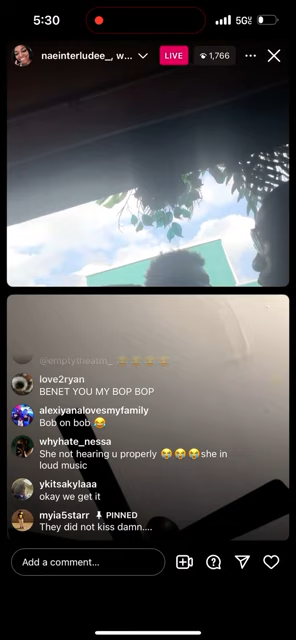 5:30
5G
naeinterludee_, w...
LIVE
1,766
@emptytheatm_ 😂 😂 😂 😂
love2ryan
BENET YOU MY BOP BOP
alexiyanalovesmyfamily
Bob on bob 😂
whyhate_nessa
She not hearing u properly 😂😂😂she in
loud music
ykitsakylaaa
okay we get it
myia5starr PINNED
They did not kiss damn....
Add a comment...